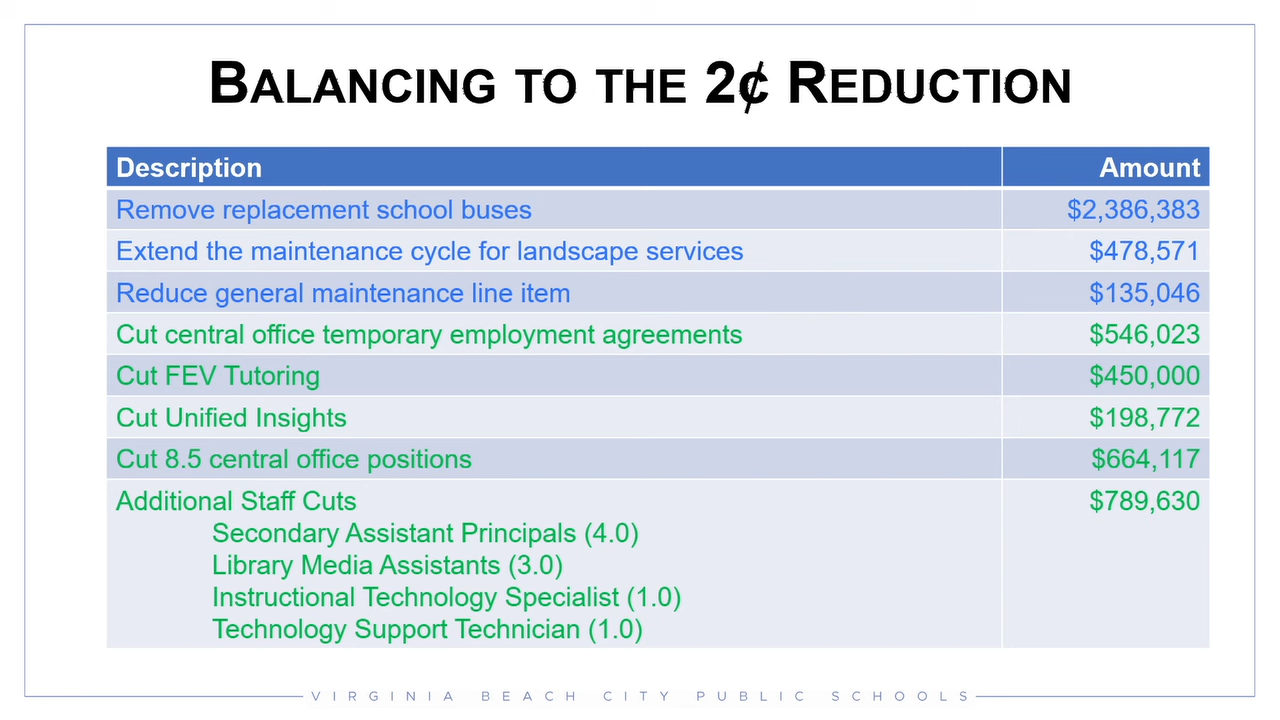 BALANCING TO THE 2¢ REDUCTION
Description Amount
Remove replacement school buses $2,386,383
Extend the maintenance cycle for landscape services $478,571
Reduce general maintenance line item $135,046
Cut central office temporary employment agreements $546,023
Cut FEV Tutoring $450,000
Cut Unified Insights $198,772
Cut 8.5 central office positions $664,117
Additional Staff Cuts $789,630
Secondary Assistant Principals (4.0)
Library Media Assistants (3.0)
Instructional Technology Specialist (1.0)
Technology Support Technician (1.0)
VIRGINIA BEACH CITY PUBLIC SCHOOLS